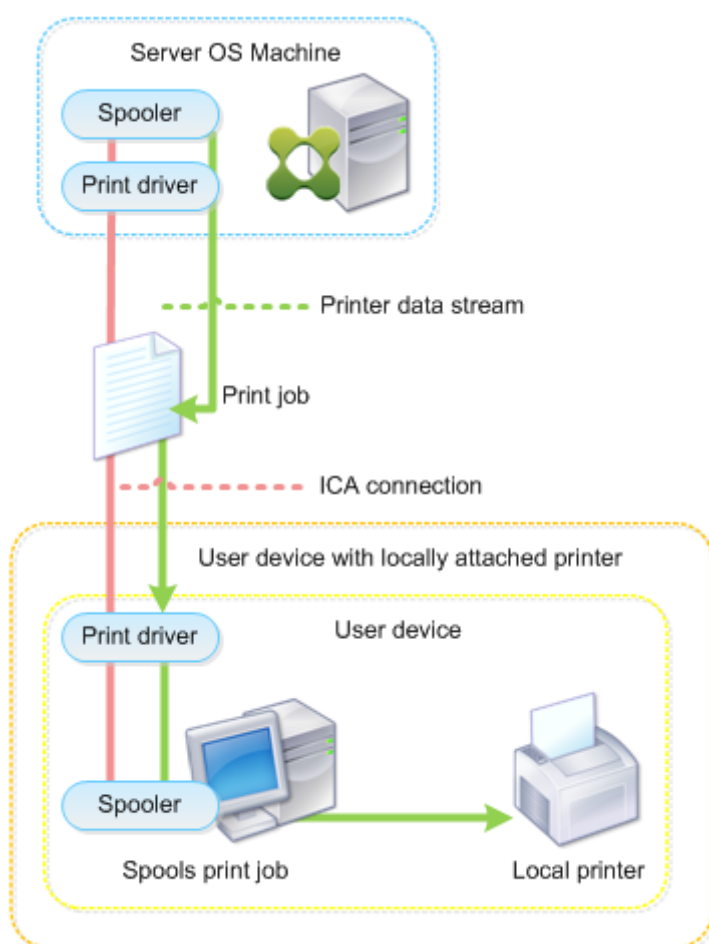 Server OS Machine
Spooler
Print driver
Printer data stream
Print job
ICA connection
User device with locally attached printer
Print driver
User device
Spooler
Spools print job
Local printer